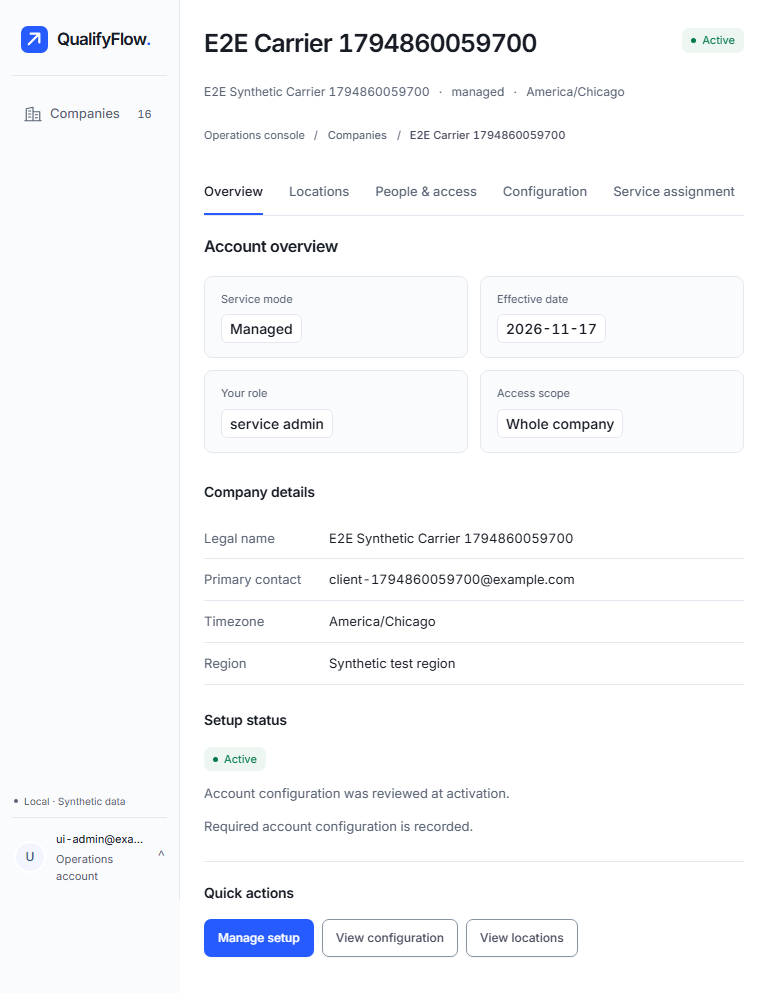 QualifyFlow.
Companies 16
Local · Synthetic data
U
ui-admin@exa...
Operations
account
^
E2E Carrier 1794860059700
Active
E2E Synthetic Carrier 1794860059700 · managed · America/Chicago
Operations console / Companies / E2E Carrier 1794860059700
Overview Locations People & access Configuration Service assignment
Account overview
Service mode
Managed
Effective date
2026-11-17
Your role
service admin
Access scope
Whole company
Company details
Legal name E2E Synthetic Carrier 1794860059700
Primary contact client-1794860059700@example.com
Timezone America/Chicago
Region Synthetic test region
Setup status
Active
Account configuration was reviewed at activation.
Required account configuration is recorded.
Quick actions
Manage setup View configuration View locations